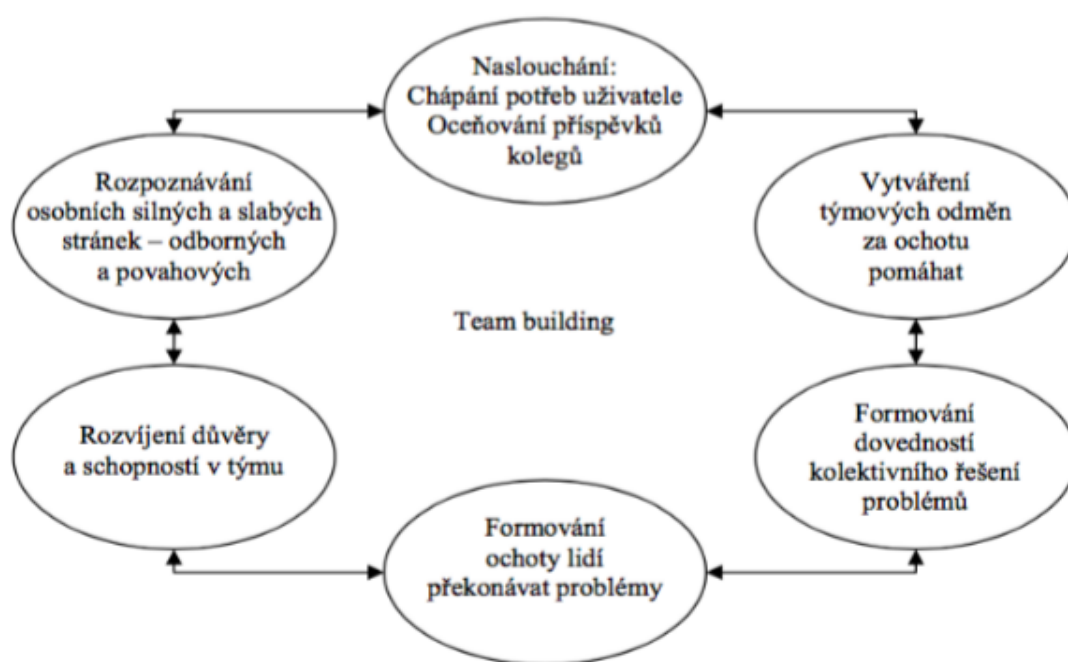 Naslouchání:
Chápání potřeb uživatele
Oceňování příspěvků
kolegů
Rozpoznávání
osobních silných a slabých
stránek – odborných
a povahových
Vytváření
týmových odměn
za ochotu
pomáhat
Team building
Rozvíjení důvěry
a schopností v týmu
Formování
dovedností
kolektivního řešení
problémů
Formování
ochoty lidí
překonávat problémy